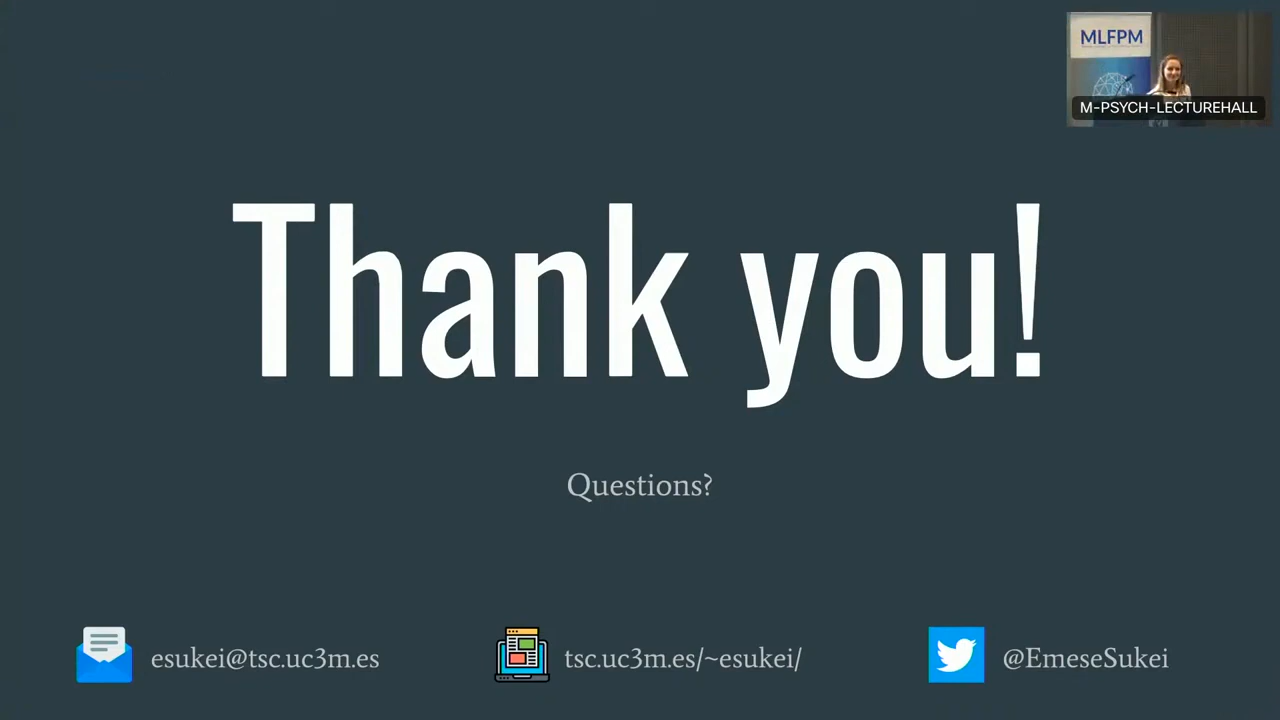 MLFPM
M-PSYCH-LECTUREHALL
Thank you!
Questions?
esukei@tsc.uc3m.es
tsc.uc3m.es/~esukei/
@EmeseSukei